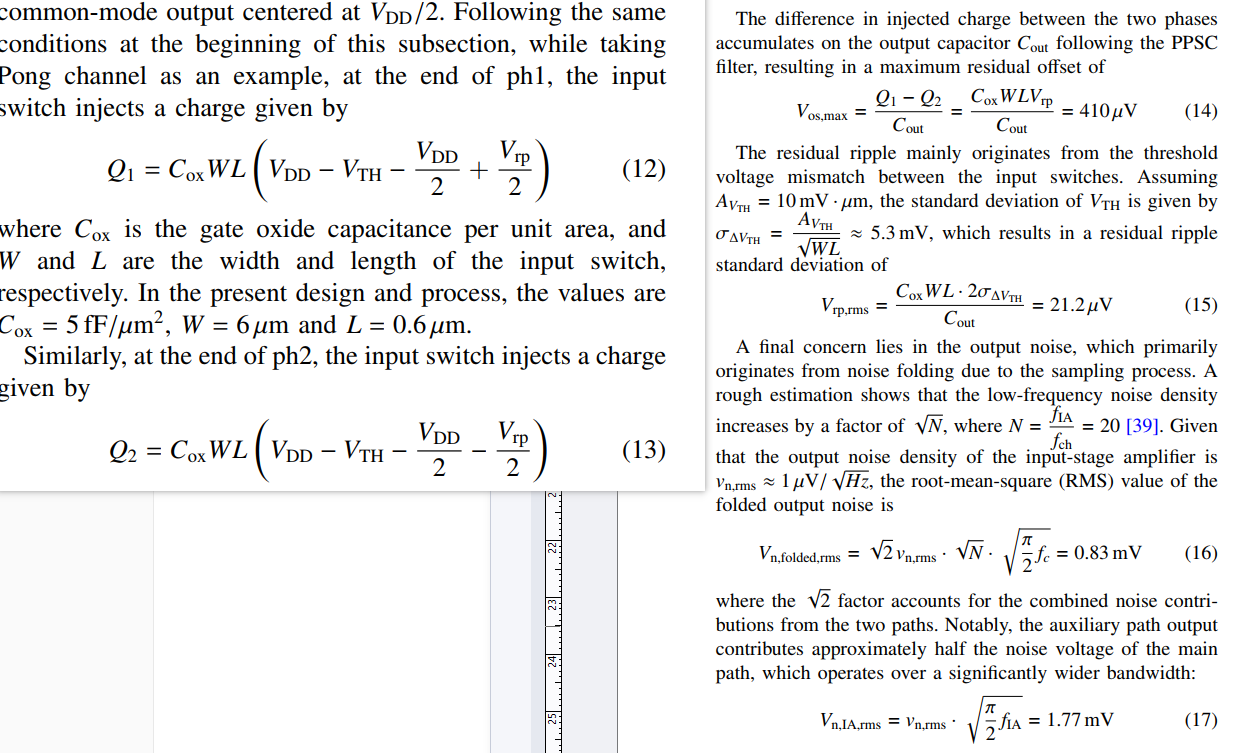 common-mode output centered at V_DD/2. Following the same
conditions at the beginning of this subsection, while taking
Pong channel as an example, at the end of ph1, the input
switch injects a charge given by
Q_1 = C_ox WL ( V_DD − V_TH − V_DD/2 + V_rp/2 ) (12)
where C_ox is the gate oxide capacitance per unit area, and
W and L are the width and length of the input switch,
respectively. In the present design and process, the values are
C_ox = 5 fF/μm², W = 6 μm and L = 0.6 μm.
Similarly, at the end of ph2, the input switch injects a charge
given by
Q_2 = C_ox WL ( V_DD − V_TH − V_DD/2 − V_rp/2 ) (13)
22
23
24
25
The difference in injected charge between the two phases
accumulates on the output capacitor C_out following the PPSC
filter, resulting in a maximum residual offset of
V_os,max = (Q_1 − Q_2)/C_out = C_ox WLV_rp/C_out = 410 μV (14)
The residual ripple mainly originates from the threshold
voltage mismatch between the input switches. Assuming
A_V_TH = 10 mV · μm, the standard deviation of V_TH is given by
σ_ΔV_TH = A_V_TH/√WL ≈ 5.3 mV, which results in a residual ripple
standard deviation of
V_rp,rms = (C_ox WL · 2σ_ΔV_TH)/C_out = 21.2 μV (15)
A final concern lies in the output noise, which primarily
originates from noise folding due to the sampling process. A
rough estimation shows that the low-frequency noise density
increases by a factor of √N, where N = f_IA/f_ch = 20 [39]. Given
that the output noise density of the input-stage amplifier is
v_n,rms ≈ 1 μV/√Hz, the root-mean-square (RMS) value of the
folded output noise is
V_n,folded,rms = √2 v_n,rms · √N · √(π/2 f_c) = 0.83 mV (16)
where the √2 factor accounts for the combined noise contri-
butions from the two paths. Notably, the auxiliary path output
contributes approximately half the noise voltage of the main
path, which operates over a significantly wider bandwidth:
V_n,IA,rms = v_n,rms · √(π/2 f_IA) = 1.77 mV (17)